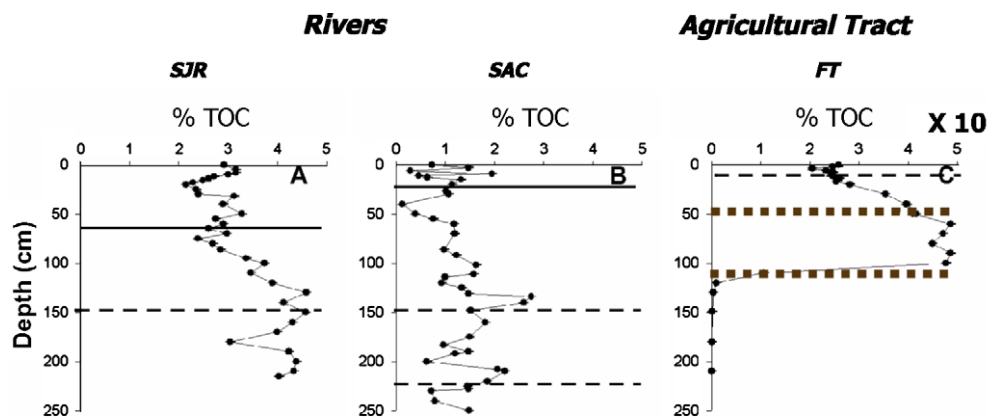 Rivers Agricultural Tract
SJR SAC FT
% TOC % TOC % TOC X 10
0 1 2 3 4 5 0 1 2 3 4 5 0 1 2 3 4 5
0 A 0 B 0 C
50 50 50
100 100 100
150 150 150
200 200 200
250 250 250
Depth (cm)